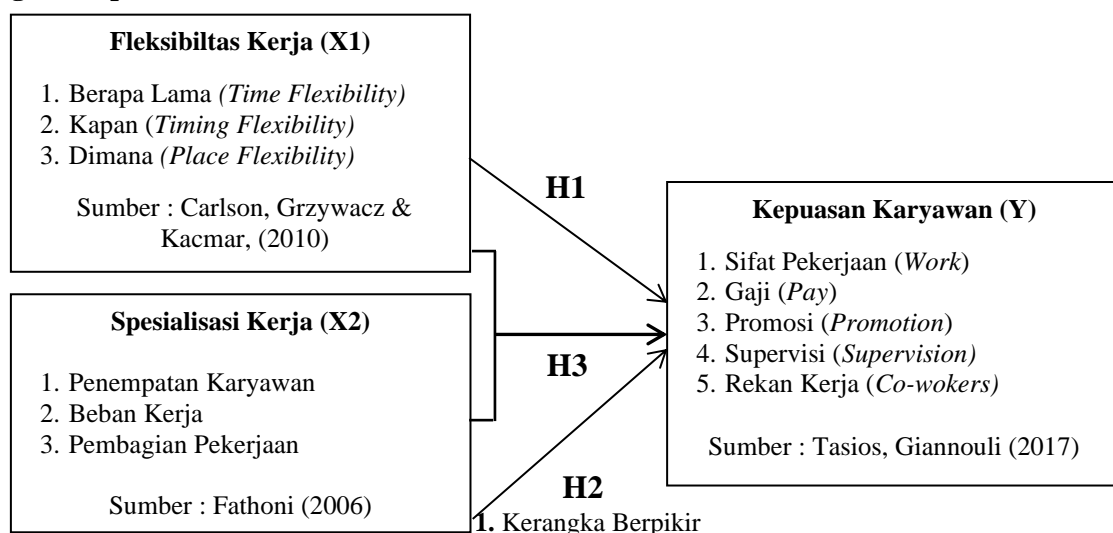 Fleksibiltas Kerja (X1)
1. Berapa Lama (Time Flexibility)
2. Kapan (Timing Flexibility)
3. Dimana (Place Flexibility)
Sumber : Carlson, Grzywacz &
Kacmar, (2010)
H1
Spesialisasi Kerja (X2)
1. Penempatan Karyawan
2. Beban Kerja
3. Pembagian Pekerjaan
Sumber : Fathoni (2006)
H3
H2
Kepuasan Karyawan (Y)
1. Sifat Pekerjaan (Work)
2. Gaji (Pay)
3. Promosi (Promotion)
4. Supervisi (Supervision)
5. Rekan Kerja (Co-wokers)
Sumber : Tasios, Giannouli (2017)
1. Kerangka Berpikir